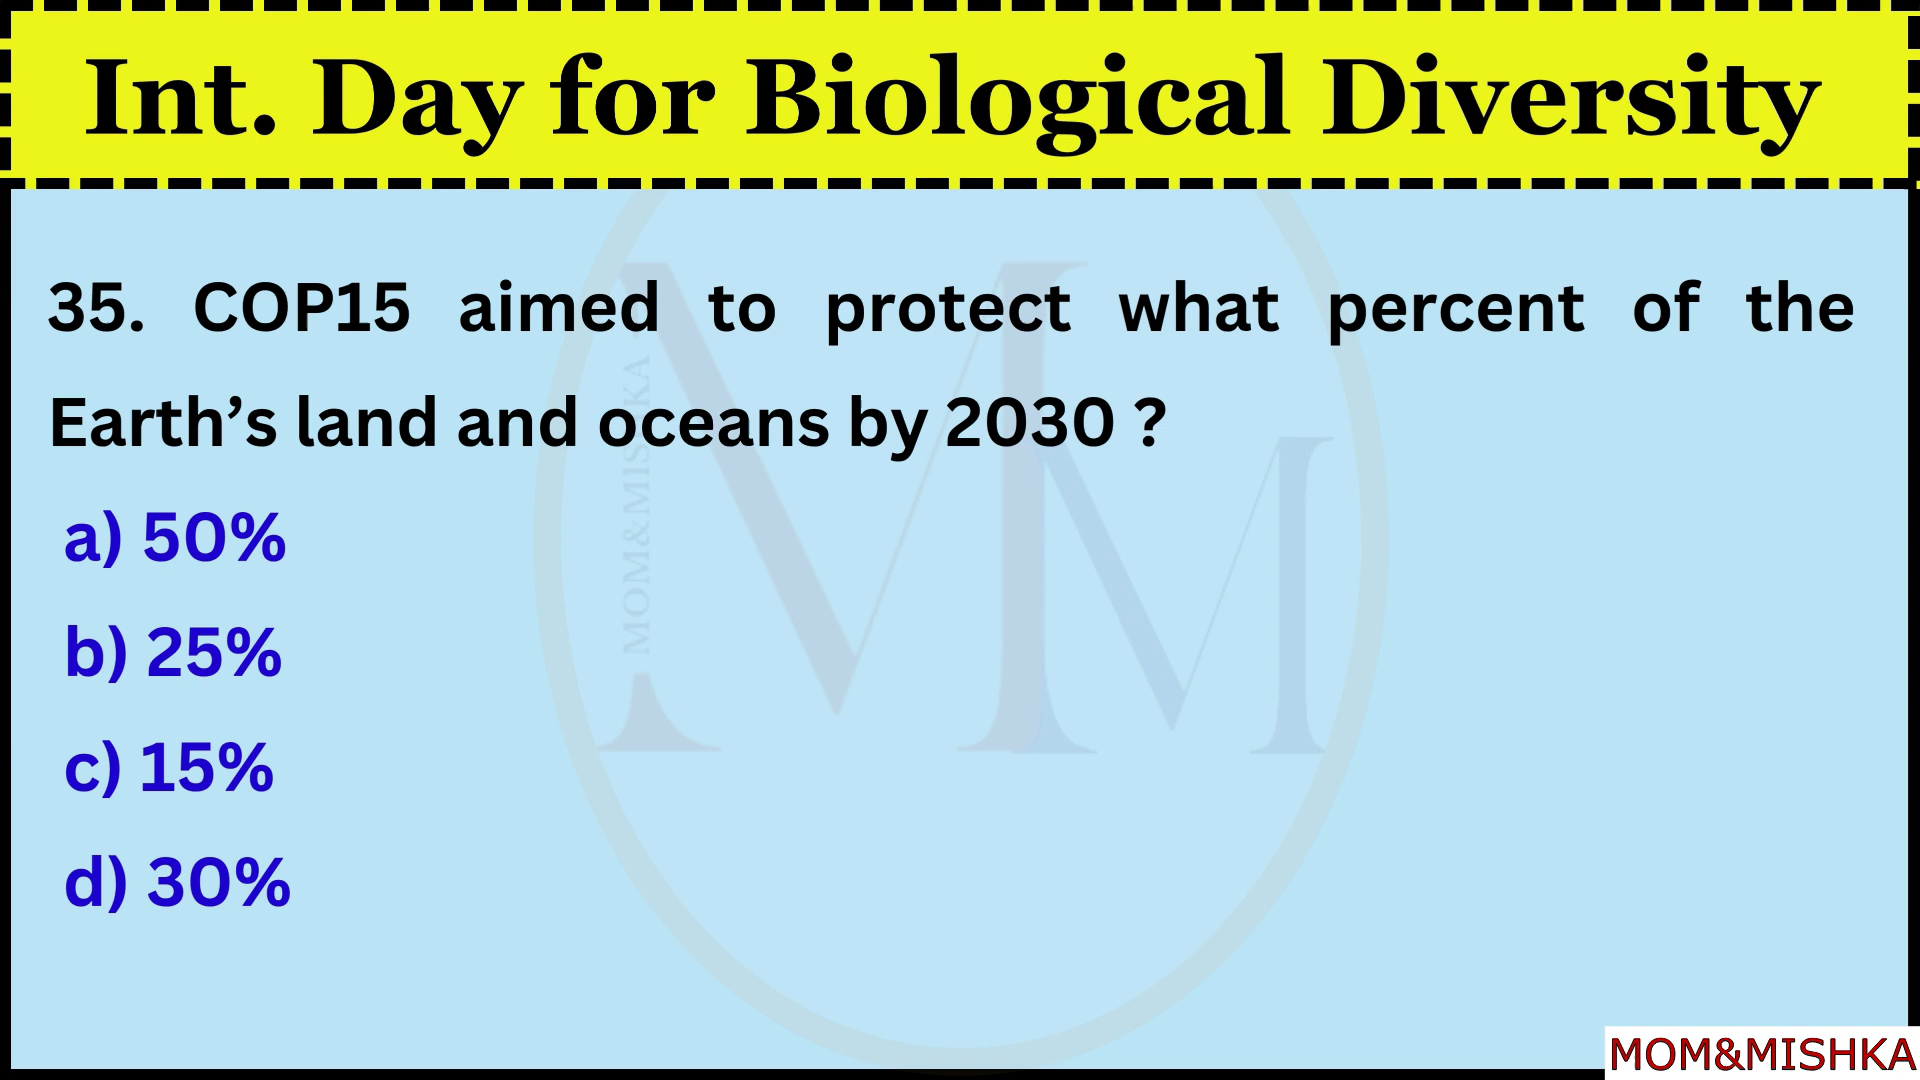 Int. Day for Biological Diversity
35. COP15 aimed to protect what percent of the
Earth’s land and oceans by 2030 ?
a) 50%
b) 25%
c) 15%
d) 30%
MOM&MISHKA
MOM&MISHKA